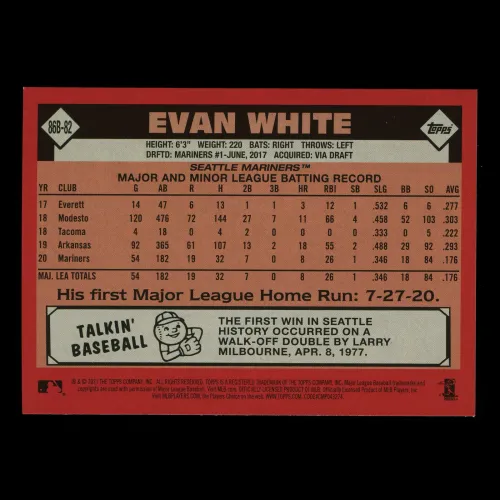 86B-82
EVAN WHITE
Topps
HEIGHT: 6'3" WEIGHT: 220 BATS: RIGHT THROWS: LEFT
DRFTD: MARINERS #1-JUNE, 2017 ACQUIRED: VIA DRAFT
SEATTLE MARINERS™
MAJOR AND MINOR LEAGUE BATTING RECORD
YR CLUB G AB R H 2B 3B HR RBI SB SLG BB SO AVG
17 Everett 14 47 6 13 1 1 3 12 1 .532 6 6 .277
18 Modesto 120 476 72 144 27 7 11 66 4 .458 52 103 .303
18 Tacoma 4 18 0 4 2 0 0 0 0 .333 0 5 .222
19 Arkansas 92 365 61 107 13 2 18 55 2 .488 29 92 .293
20 Mariners 54 182 19 32 7 0 8 26 1 .346 18 84 .176
MAJ. LEA TOTALS 54 182 19 32 7 0 8 26 1 .346 18 84 .176
His first Major League Home Run: 7-27-20.
TALKIN'
BASEBALL
THE FIRST WIN IN SEATTLE
HISTORY OCCURRED ON A
WALK-OFF DOUBLE BY LARRY
MILBOURNE, APR. 8, 1977.